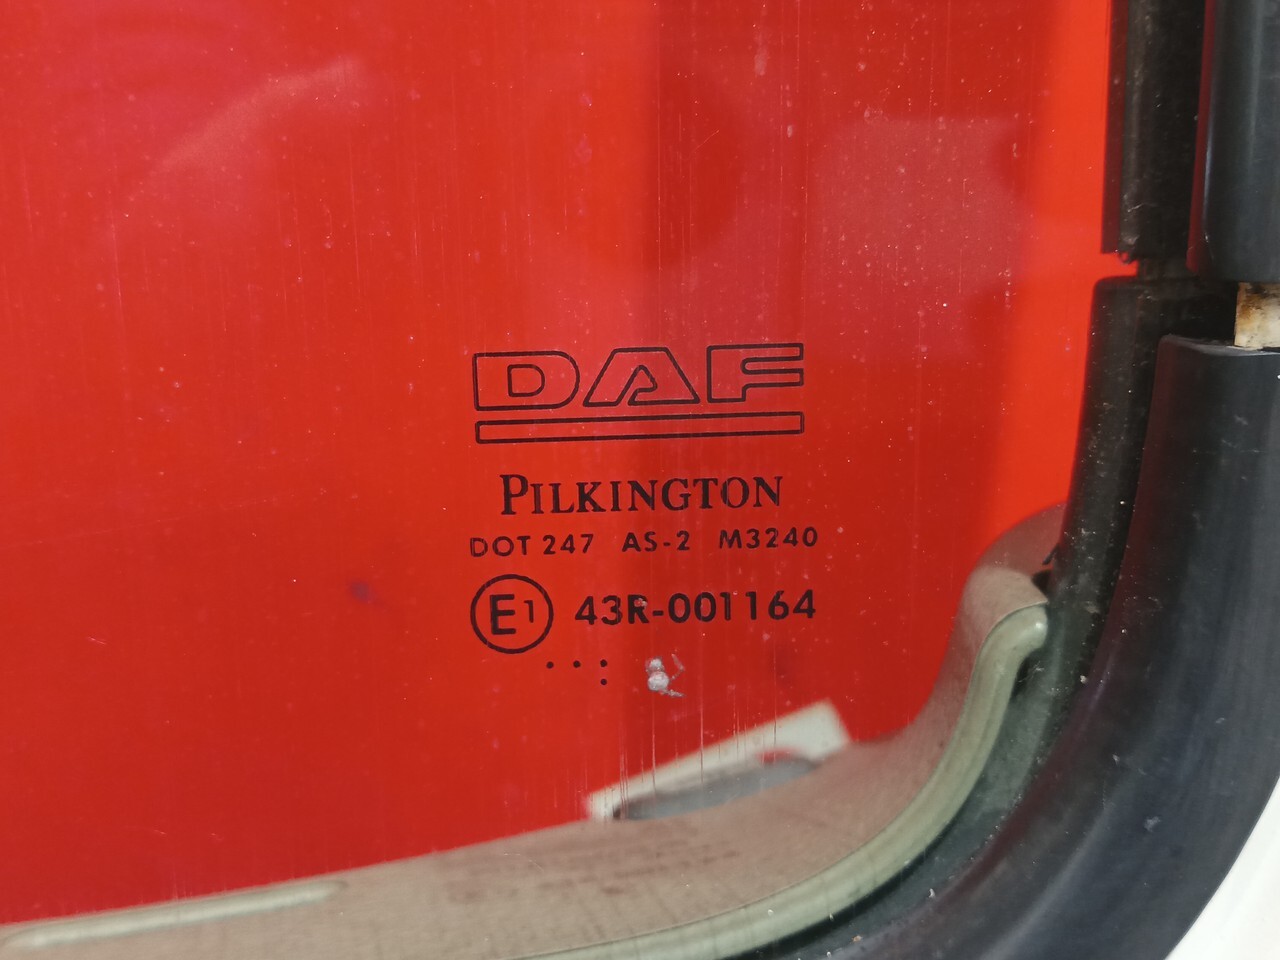 DAF
PILKINGTON
DOT 247 AS-2 M3240
E1 43R-001164